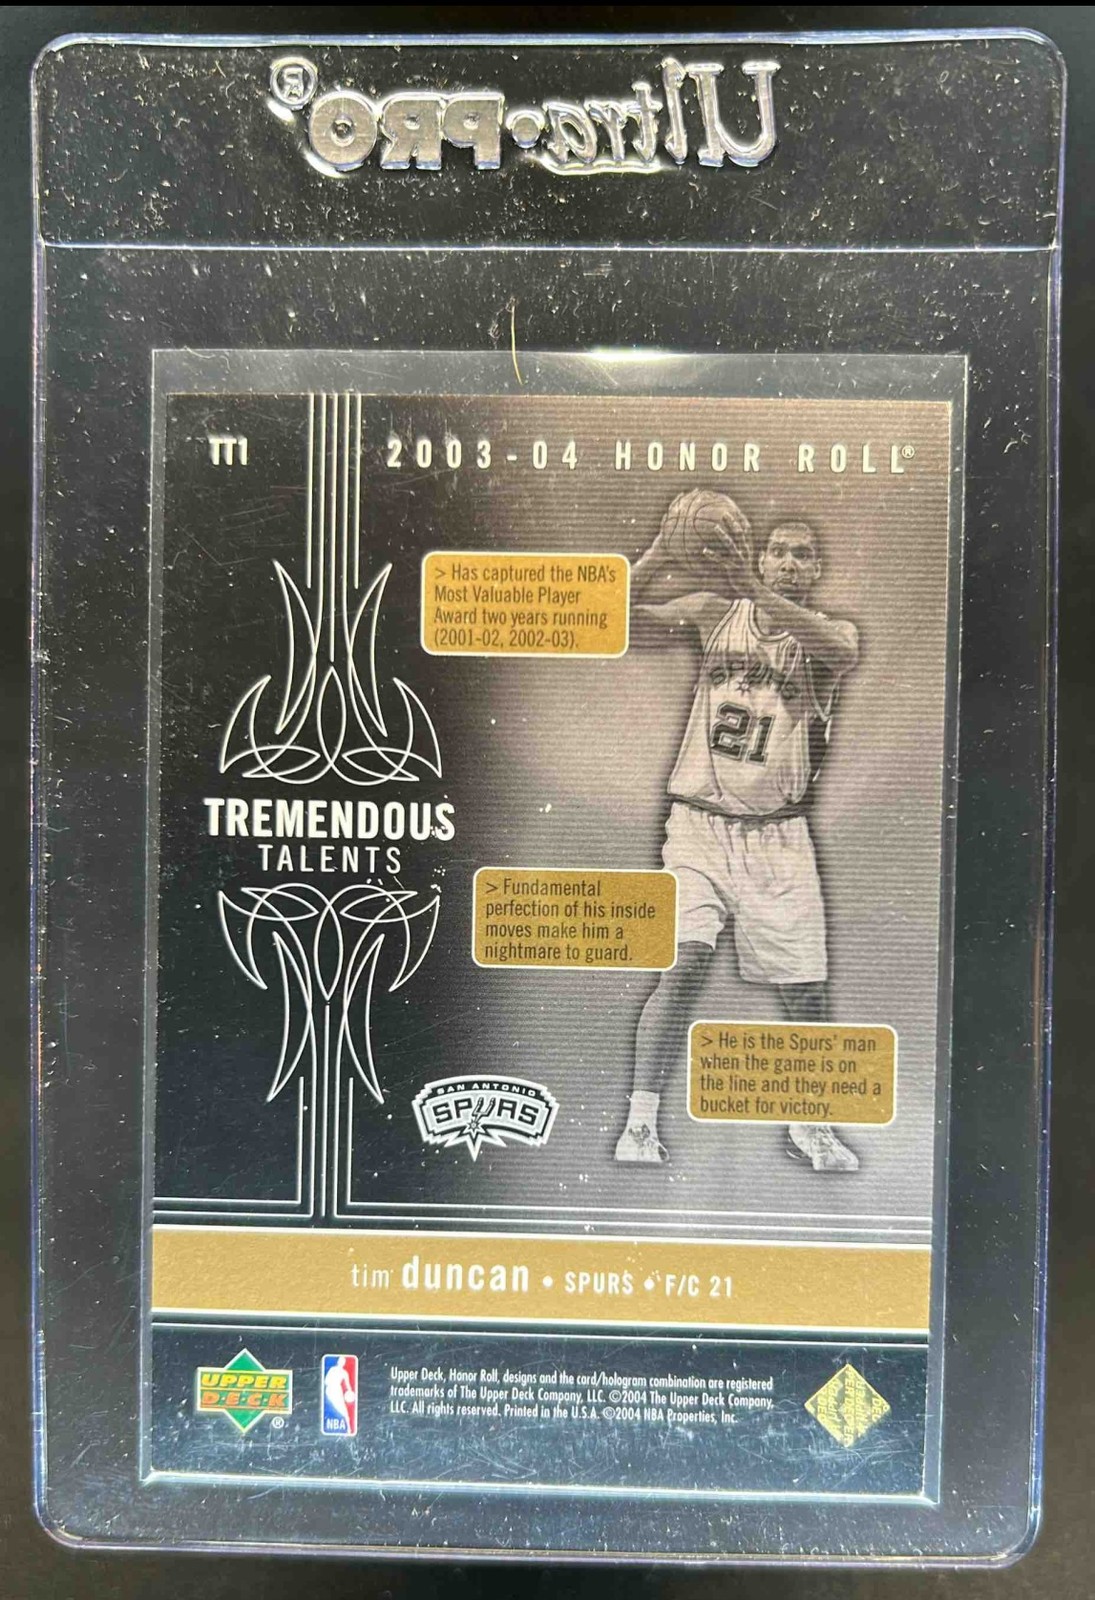 Ultra·PRO®
TT1
2003-04 HONOR ROLL®
> Has captured the NBA's
Most Valuable Player
Award two years running
(2001-02, 2002-03).
SPURS
21
TREMENDOUS
TALENTS
> Fundamental
perfection of his inside
moves make him a
nightmare to guard.
> He is the Spurs' man
when the game is on
the line and they need a
bucket for victory.
SAN ANTONIO
SPURS
tim duncan • SPURS • F/C 21
UPPER
DECK
®
NBA
Upper Deck, Honor Roll, designs and the card/hologram combination are registered
trademarks of The Upper Deck Company, LLC. ©2004 The Upper Deck Company,
LLC. All rights reserved. Printed in the U.S.A. ©2004 NBA Properties, Inc.